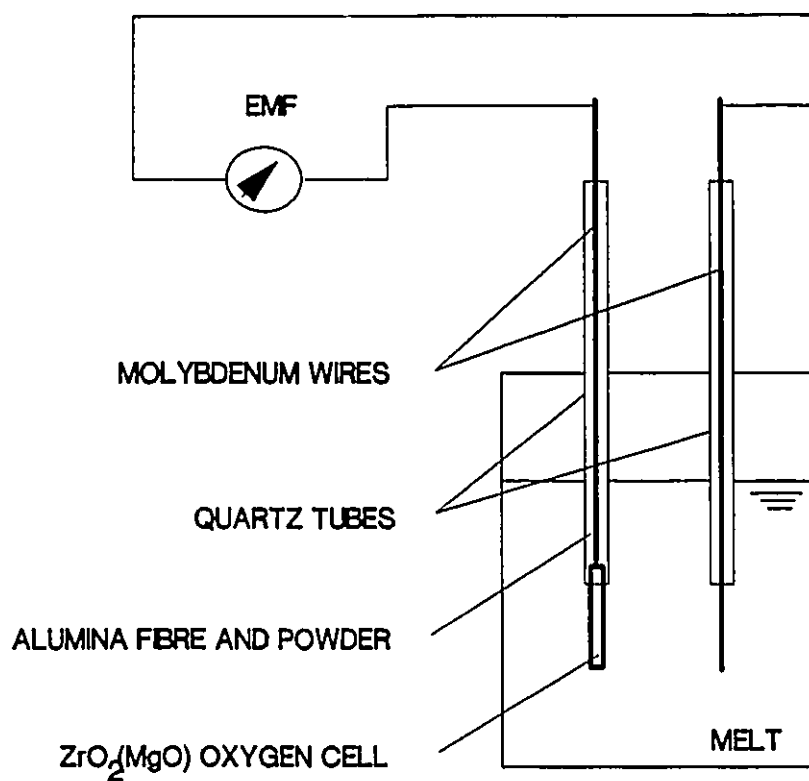 EMF
MOLYBDENUM WIRES
QUARTZ TUBES
ALUMINA FIBRE AND POWDER
ZrO2(MgO) OXYGEN CELL
MELT